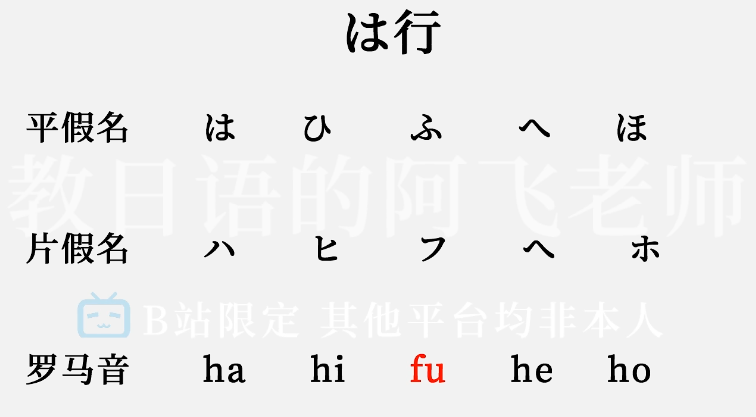 は行
平假名 は ひ ふ へ ほ
教日语的阿飞老师
片假名 ハ ヒ フ ヘ ホ
B站限定 其他平台均非本人
罗马音 ha hi fu he ho